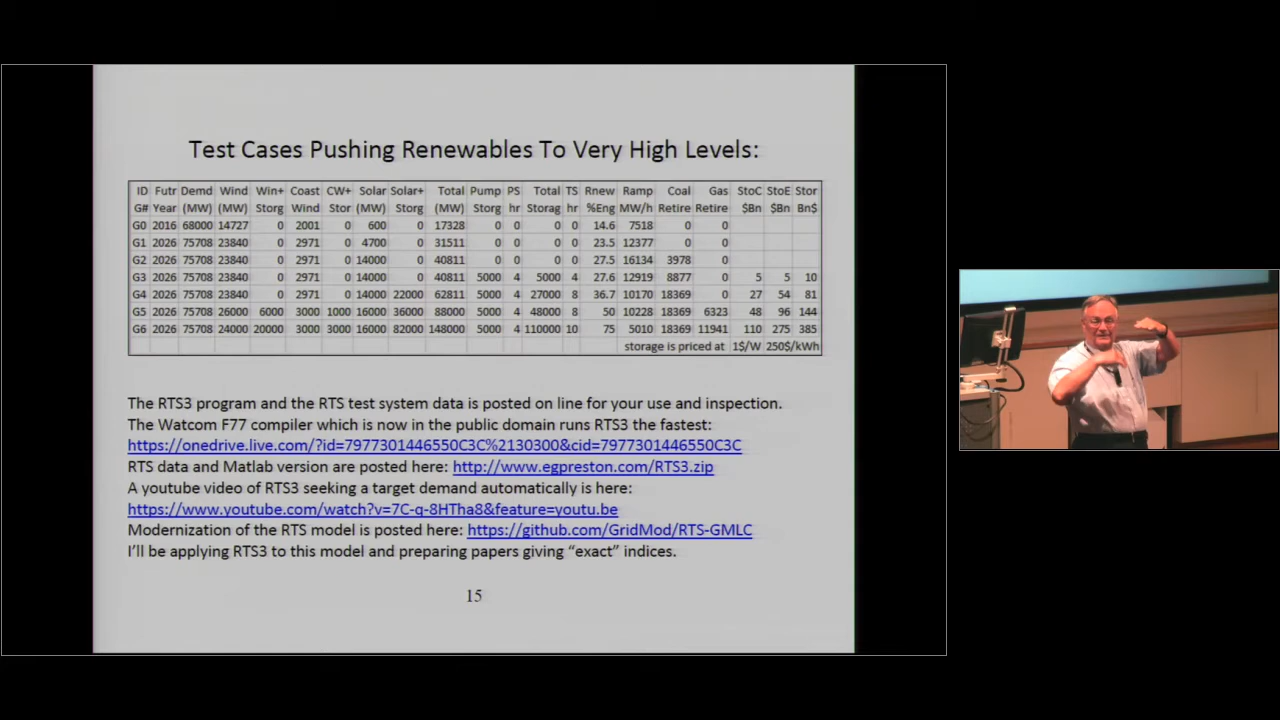 Test Cases Pushing Renewables To Very High Levels:
ID Futr Demd Wind Win+ Coast CW+ Solar Solar+ Total Pump PS Total TS Rnew Ramp Coal Gas StoC StoE Stor
G# Year (MW) (MW) Storg Wind Stor (MW) Storg (MW) Storg hr Storag hr %Eng MW/h Retire Retire $Bn $Bn Bn$
G0 2016 68000 14727 0 2001 0 600 0 17328 0 0 0 0 14.6 7518 0 0
G1 2026 75708 23840 0 2971 0 4700 0 31511 0 0 0 0 23.5 12377 0 0
G2 2026 75708 23840 0 2971 0 14000 0 40811 0 0 0 0 27.5 16134 3978 0
G3 2026 75708 23840 0 2971 0 14000 0 40811 5000 4 5000 4 27.6 12919 8877 0 5 5 10
G4 2026 75708 23840 0 2971 0 14000 22000 62811 5000 4 27000 8 36.7 10170 18369 0 27 54 81
G5 2026 75708 26000 6000 3000 1000 16000 36000 88000 5000 4 48000 8 50 10228 18369 6323 48 96 144
G6 2026 75708 24000 20000 3000 3000 16000 82000 148000 5000 4 110000 10 75 5010 18369 11941 110 275 385
storage is priced at 1$/W 250$/kWh
The RTS3 program and the RTS test system data is posted on line for your use and inspection.
The Watcom F77 compiler which is now in the public domain runs RTS3 the fastest:
https://onedrive.live.com/?id=7977301446550C3C%2130300&cid=7977301446550C3C
RTS data and Matlab version are posted here: http://www.egpreston.com/RTS3.zip
A youtube video of RTS3 seeking a target demand automatically is here:
https://www.youtube.com/watch?v=7C-q-8HTha8&feature=youtu.be
Modernization of the RTS model is posted here: https://github.com/GridMod/RTS-GMLC
I'll be applying RTS3 to this model and preparing papers giving “exact” indices.
15